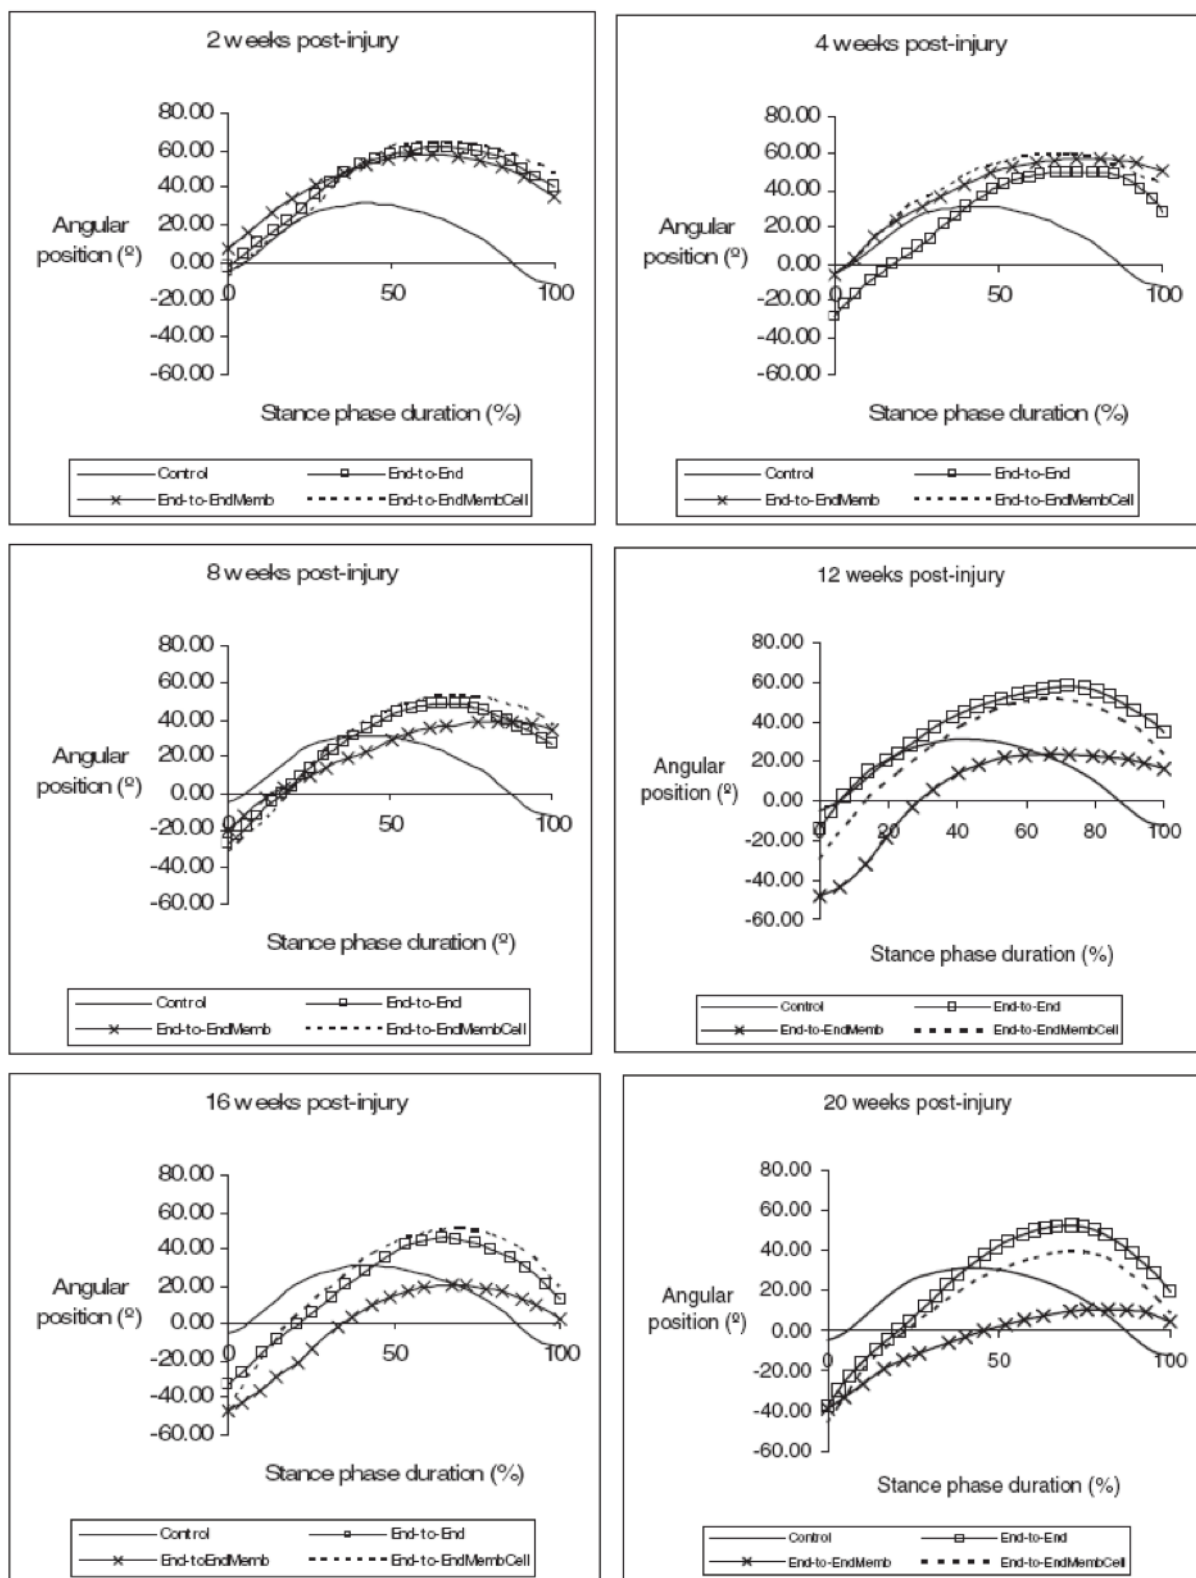 2 weeks post-injury
80.00
60.00
40.00
20.00
0.00
-20.00
-40.00
-60.00
Angular
position (º)
0
50
100
Stance phase duration (%)
Control
End-to-End
End-to-EndMemb
End-to-EndMembCell
4 weeks post-injury
80.00
60.00
40.00
20.00
0.00
-20.00
-40.00
-60.00
Angular
position (º)
0
50
100
Stance phase duration (%)
Control
End-to-End
End-to-EndMemb
End-to-EndMembCell
8 weeks post-injury
80.00
60.00
40.00
20.00
0.00
-20.00
-40.00
-60.00
Angular
position (º)
0
50
100
Stance phase duration (º)
Control
End-to-End
End-to-EndMemb
End-to-EndMembCell
12 weeks post-injury
80.00
60.00
40.00
20.00
0.00
-20.00
-40.00
-60.00
Angular
position (º)
0
20
40
60
80
100
Stance phase duration (%)
Control
End-to-End
End-to-EndMemb
End-to-EndMembCell
16 weeks post-injury
80.00
60.00
40.00
20.00
0.00
-20.00
-40.00
-60.00
Angular
position (º)
0
50
100
Stance phase duration (%)
Control
End-to-End
End-toEndMemb
End-to-EndMembCell
20 weeks post-injury
80.00
60.00
40.00
20.00
0.00
-20.00
-40.00
-60.00
Angular
position (º)
0
50
100
Stance phase duration (%)
Control
End-to-End
End-to-EndMemb
End-to-EndMembCell